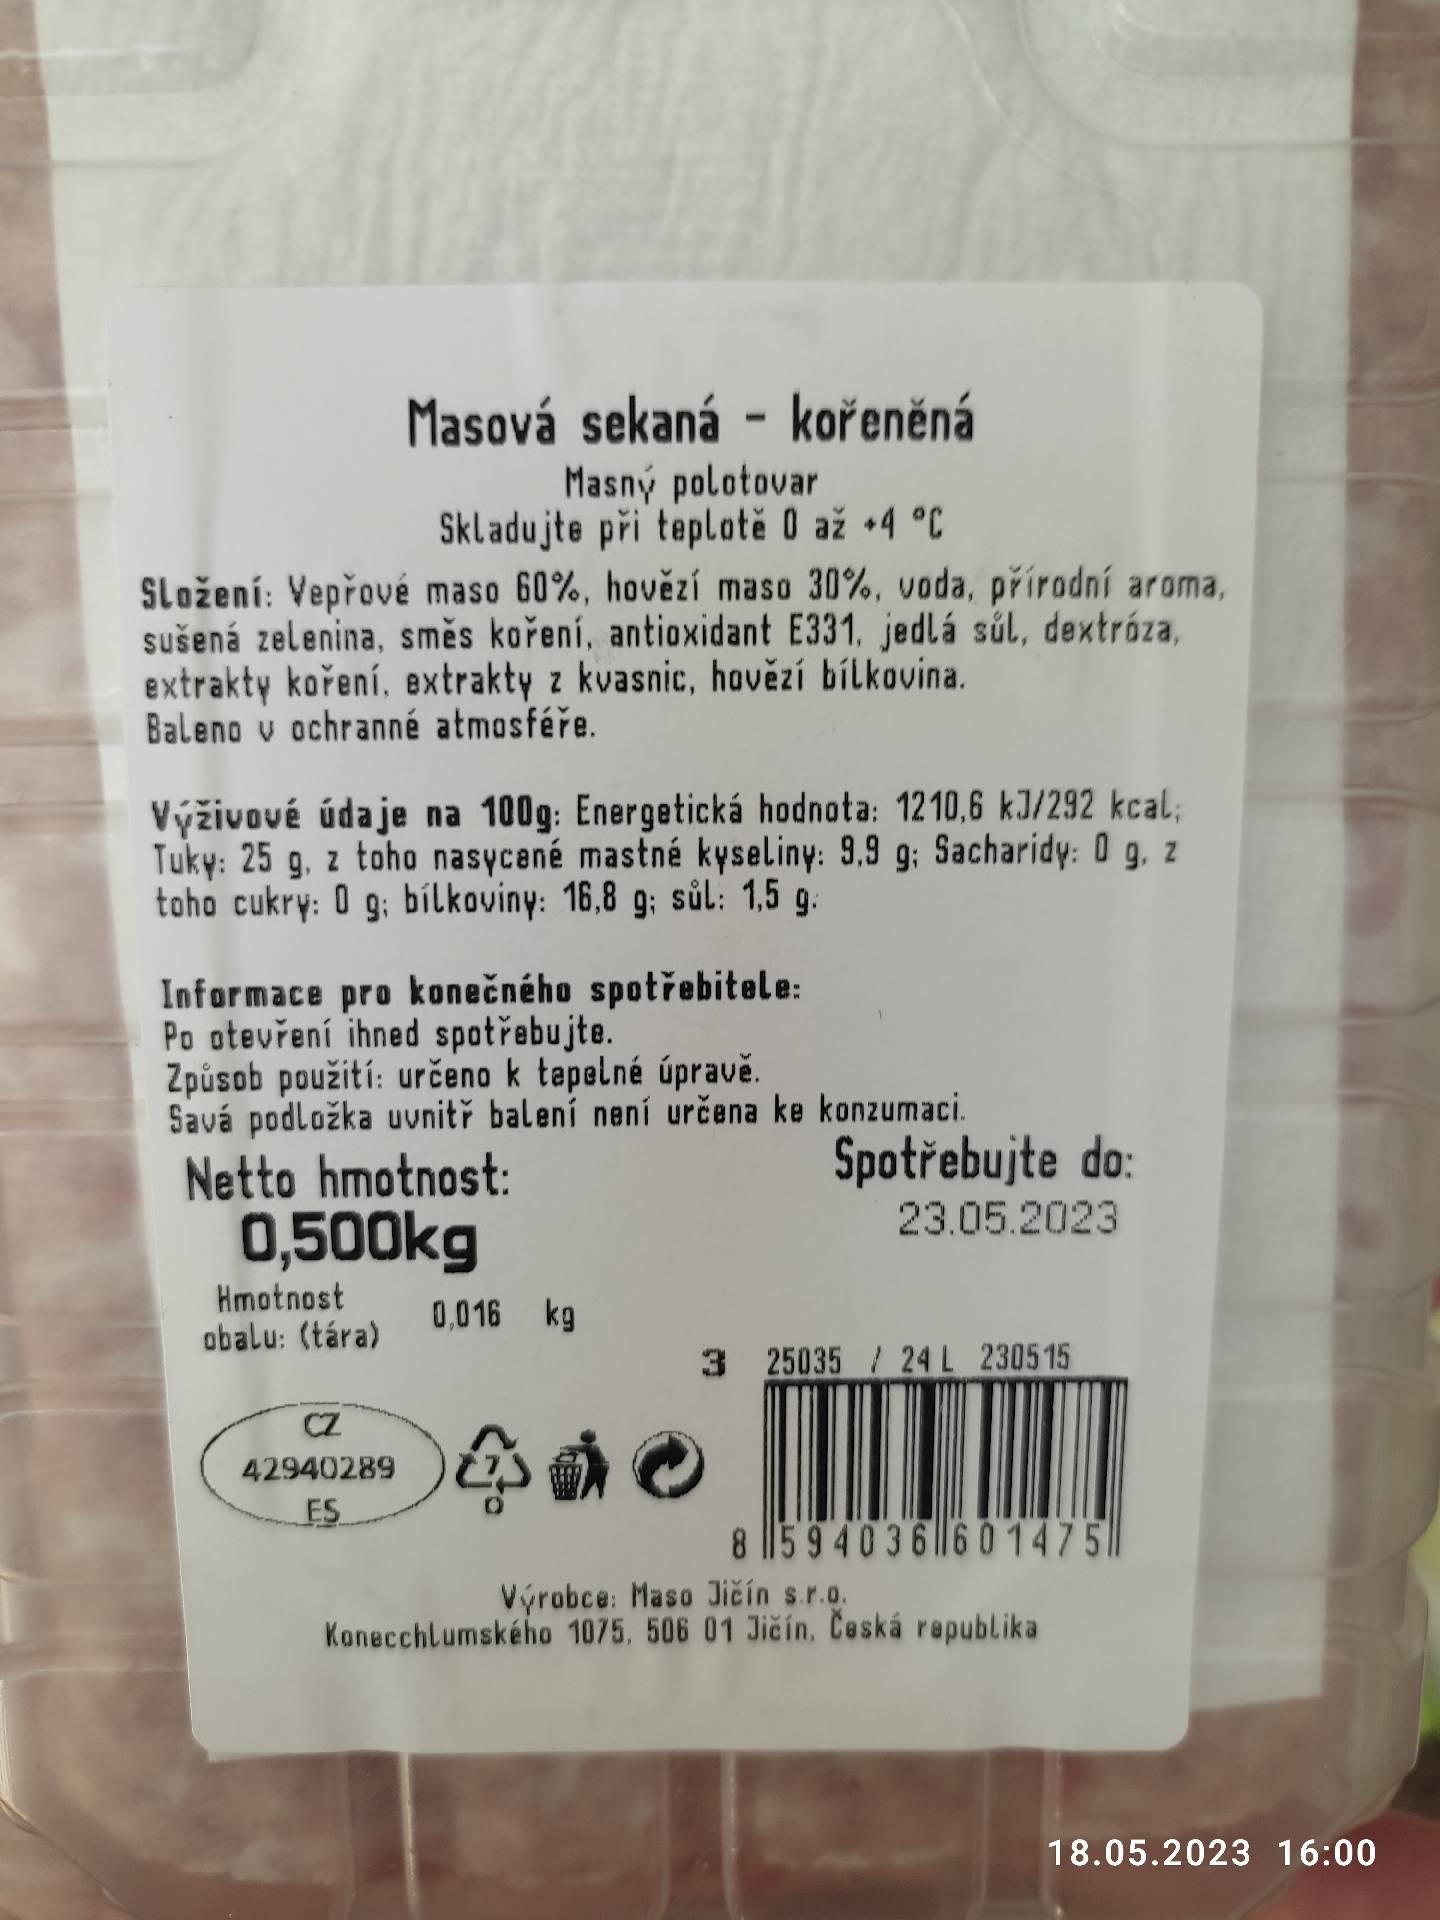 Masová sekaná - kořeněná
Masný polotovar
Skladujte při teplotě 0 až +4 °C
Složení: Vepřové maso 60%, hovězí maso 30%, voda, přírodní aroma,
sušená zelenina, směs koření, antioxidant E331, jedlá sůl, dextróza,
extrakty koření, extrakty z kvasnic, hovězí bílkovina.
Baleno v ochranné atmosféře.
Výživové údaje na 100g: Energetická hodnota: 1210,6 kJ/292 kcal;
Tuky: 25 g, z toho nasycené mastné kyseliny: 9,9 g; Sacharidy: 0 g, z
toho cukry: 0 g; bílkoviny: 16,8 g; sůl: 1,5 g.
Informace pro konečného spotřebitele:
Po otevření ihned spotřebujte.
Způsob použití: určeno k tepelné úpravě.
Savá podložka uvnitř balení není určena ke konzumaci.
Netto hmotnost:
0,500kg
Spotřebujte do:
23.05.2023
Hmotnost
obalu: (tára) 0,016 kg
3 25035 / 24 L 230515
CZ
42940289
ES
7
O
8 594036 601475
Výrobce: Maso Jičín s.r.o.
Konecchlumského 1075, 506 01 Jičín, Česká republika
18.05.2023 16:00